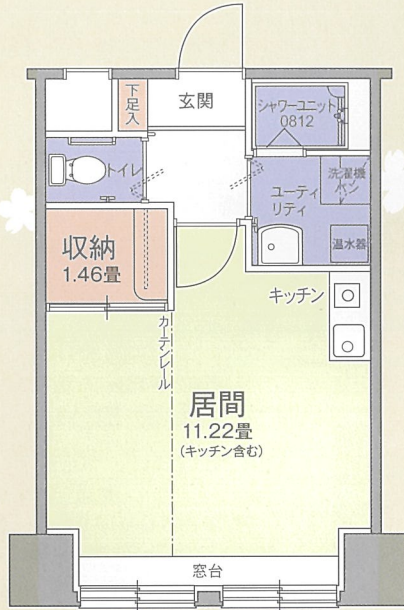 下足入
玄関
シャワーユニット
0812
トイレ
ユーティ
リティ
洗濯機
パン
温水器
収納
1.46畳
キッチン
カーテンレール
居間
11.22畳
(キッチン含む)
窓台